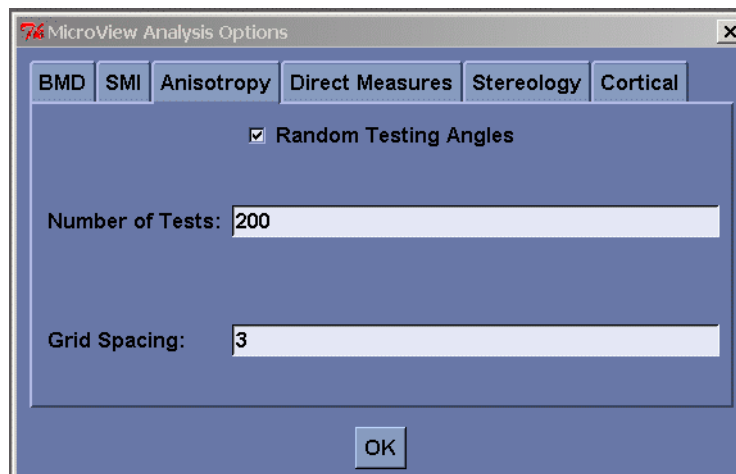 MicroView Analysis Options
BMD SMI Anisotropy Direct Measures Stereology Cortical
Random Testing Angles
Number of Tests: 200
Grid Spacing: 3
OK